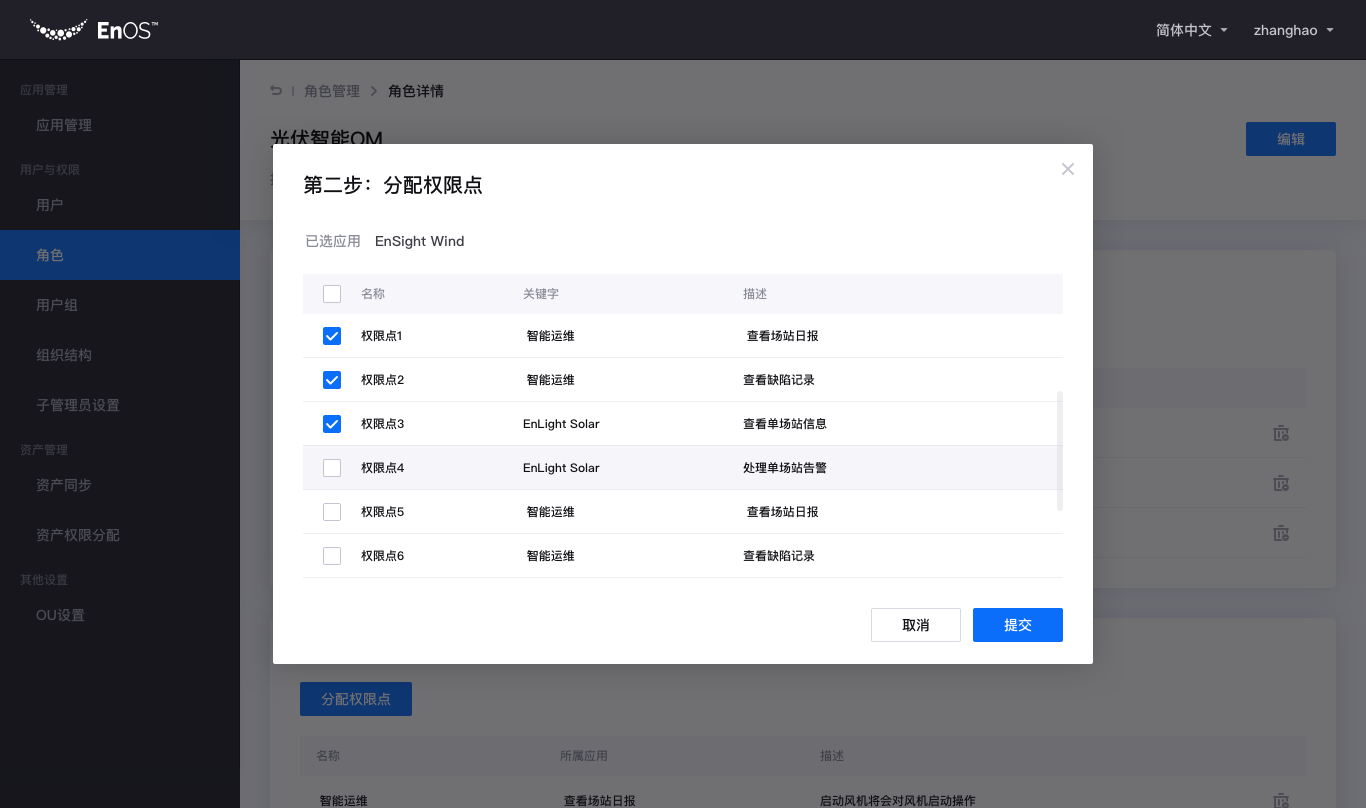 EnOS™
简体中文
zhanghao
应用管理
应用管理
用户与权限
用户
角色
用户组
组织结构
子管理员设置
资产管理
资产同步
资产权限分配
其他设置
OU设置
角色管理 > 角色详情
光伏智能OM
编辑
第二步：分配权限点
已选应用 EnSight Wind
名称 关键字 描述
权限点1 智能运维 查看场站日报
权限点2 智能运维 查看缺陷记录
权限点3 EnLight Solar 查看单场站信息
权限点4 EnLight Solar 处理单场站告警
权限点5 智能运维 查看场站日报
权限点6 智能运维 查看缺陷记录
取消 提交
分配权限点
名称 所属应用 描述
智能运维 查看场站日报 启动风机将会对风机启动操作